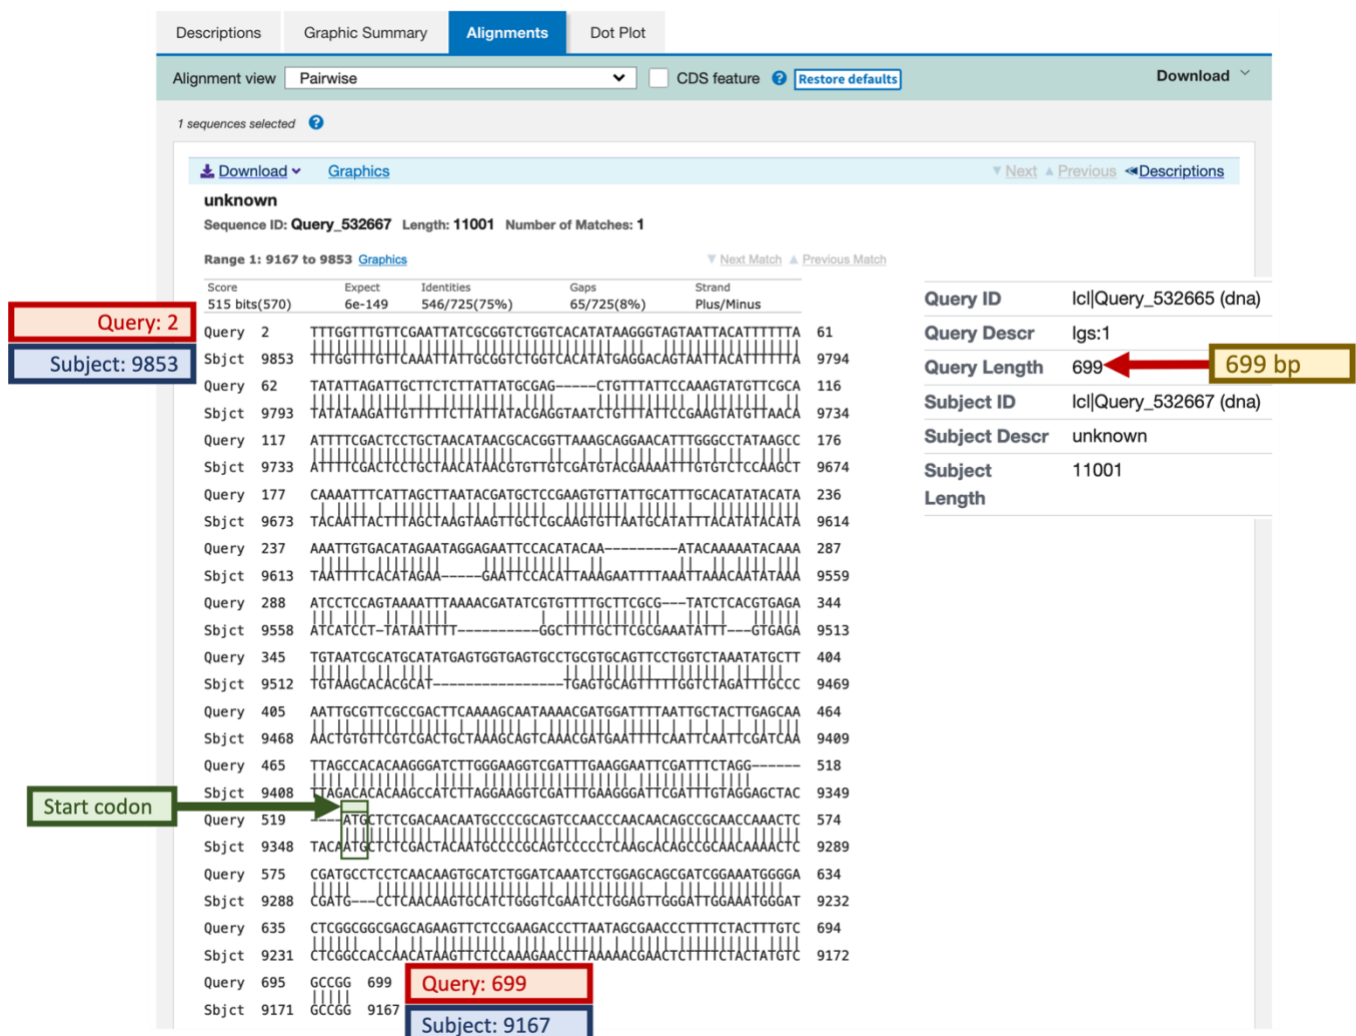 Descriptions Graphic Summary Alignments Dot Plot
Alignment view Pairwise CDS feature ? Restore defaults Download
1 sequences selected ?
Download Graphics Next Previous Descriptions
unknown
Sequence ID: Query_532667 Length: 11001 Number of Matches: 1
Range 1: 9167 to 9853 Graphics Next Match Previous Match
Score Expect Identities Gaps Strand
515 bits(570) 6e-149 546/725(75%) 65/725(8%) Plus/Minus
Query: 2
Subject: 9853
Query 2 TTTGGTTTGTTCGAATTATCGCGGTCTGGTCACATATAAGGGTAGTAATTACATTTTTTA 61
Sbjct 9853 TTTGGTTTGTTCAAATTATTGCGGTCTGGTCACATATGAGGACAGTAATTACATTTTTTA 9794
Query 62 TATATTAGATTGCTTCTCTTATTATGCGAG-----CTGTTTATTCCAAAGTATGTTCGCA 116
Sbjct 9793 TATATAAGATTGTTTTTCTTATTATACGAGGTAATCTGTTTATTCCGAAGTATGTTAACA 9734
Query 117 ATTTTCGACTCCTGCTAACATAACGCACGGTTAAAGCAGGAACATTTGGGCCTATAAGCC 176
Sbjct 9733 ATTTTCGACTCCTGCTAACATAACGTGTTGTCGATGTACGAAAATTTGTGTCTCCAAGCT 9674
Query 177 CAAAATTTCATTAGCTTAATACGATGCTCCGAAGTGTTATTGCATTTGCACATATACATA 236
Sbjct 9673 TACAATTACTTTAGCTAAGTAAGTTGCTCGCAAGTGTTAATGCATATTTACATATACATA 9614
Query 237 AAATTGTGACATAGAATAGGAGAATTCCACATACAA---------ATACAAAAATACAAA 287
Sbjct 9613 TAATTTTCACATAGAA-----GAATTCCACATTAAAGAATTTTAAATTAAACAATATAAA 9559
Query 288 ATCCTCCAGTAAAATTTAAAACGATATCGTGTTTTGCTTCGCG---TATCTCACGTGAGA 344
Sbjct 9558 ATCATCCT-TATAATTTT----------GGCTTTTGCTTCGCGAAATATTT---GTGAGA 9513
Query 345 TGTAATCGCATGCATATGAGTGGTGAGTGCCTGCGTGCAGTTCCTGGTCTAAATATGCTT 404
Sbjct 9512 TGTAAGCACACGCAT----------------TGAGTGCAGTTTTTGGTCTAGATTTGCCC 9469
Query 405 AATTGCGTTCGCCGACTTCAAAAGCAATAAAACGATGGATTTTAATTGCTACTTGAGCAA 464
Sbjct 9468 AACTGTGTTCGTCGACTGCTAAAGCAGTCAAACGATGAATTTTCAATTCAATTCGATCAA 9409
Query 465 TTAGCCACACAAGGGATCTTGGGAAGGTCGATTTGAAGGAATTCGATTTCTAGG------ 518
Sbjct 9408 TTAGACACACAAGCCATCTTAGGAAGGTCGATTTGAAGGGATTCGATTTGTAGGAGCTAC 9349
Start codon
Query 519 ----ATGCTCTCGACAACAATGCCCCGCAGTCCAACCCAACAACAGCCGCAACCAAACTC 574
Sbjct 9348 TACAATGCTCTCGACTACAATGCCCCGCAGTCCCCCTCAAGCACAGCCGCAACAAAACTC 9289
Query 575 CGATGCCTCCTCAACAAGTGCATCTGGATCAAATCCTGGAGCAGCGATCGGAAATGGGGA 634
Sbjct 9288 CGATG---CCTCAACAAGTGCATCTGGGTCGAATCCTGGAGTTGGGATTGGAAATGGGAT 9232
Query 635 CTCGGCGGCGAGCAGAAGTTCTCCGAAGACCCTTAATAGCGAACCCTTTTCTACTTTGTC 694
Sbjct 9231 CTCGGCCACCAACATAAGTTCTCCAAAGAACCTTAAAAACGAACTCTTTTCTACTATGTC 9172
Query 695 GCCGG 699
Sbjct 9171 GCCGG 9167
Query: 699
Subject: 9167
Query ID lcl|Query_532665 (dna)
Query Descr lgs:1
Query Length 699
699 bp
Subject ID lcl|Query_532667 (dna)
Subject Descr unknown
Subject 11001
Length